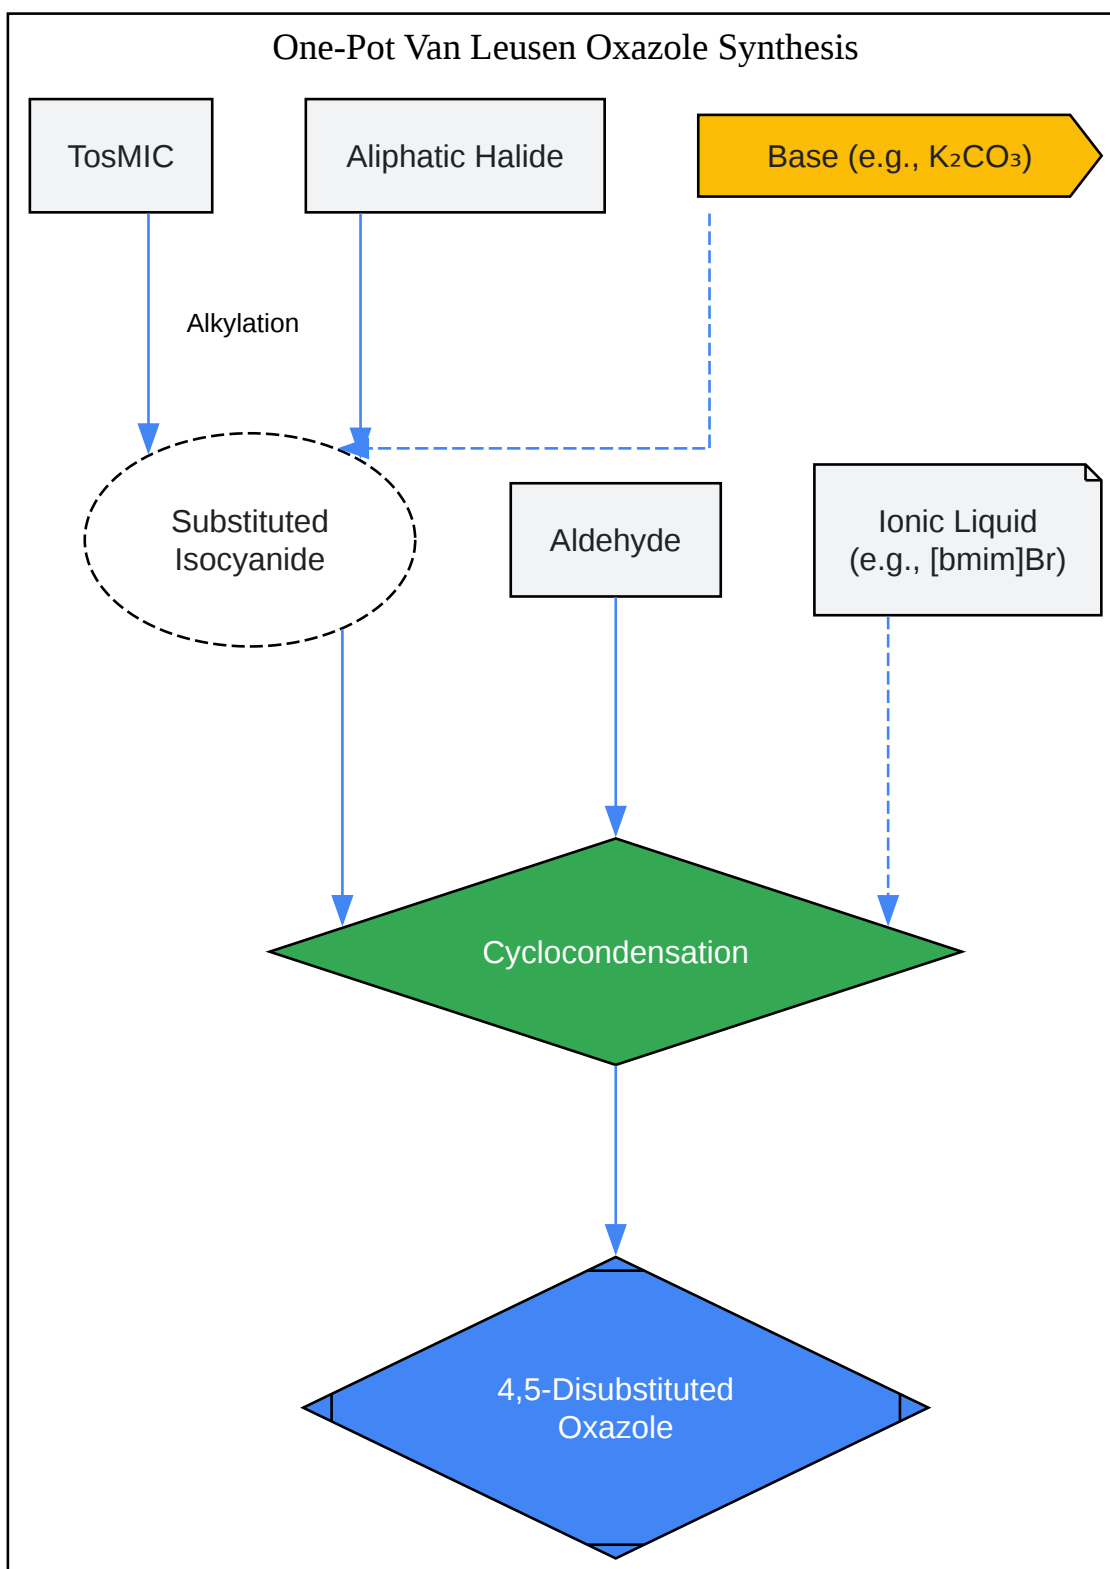 One-Pot Van Leusen Oxazole Synthesis
TosMIC
Aliphatic Halide
Base (e.g., K₂CO₃)
Alkylation
Substituted
Isocyanide
Aldehyde
Ionic Liquid
(e.g., [bmim]Br)
Cyclocondensation
4,5-Disubstituted
Oxazole